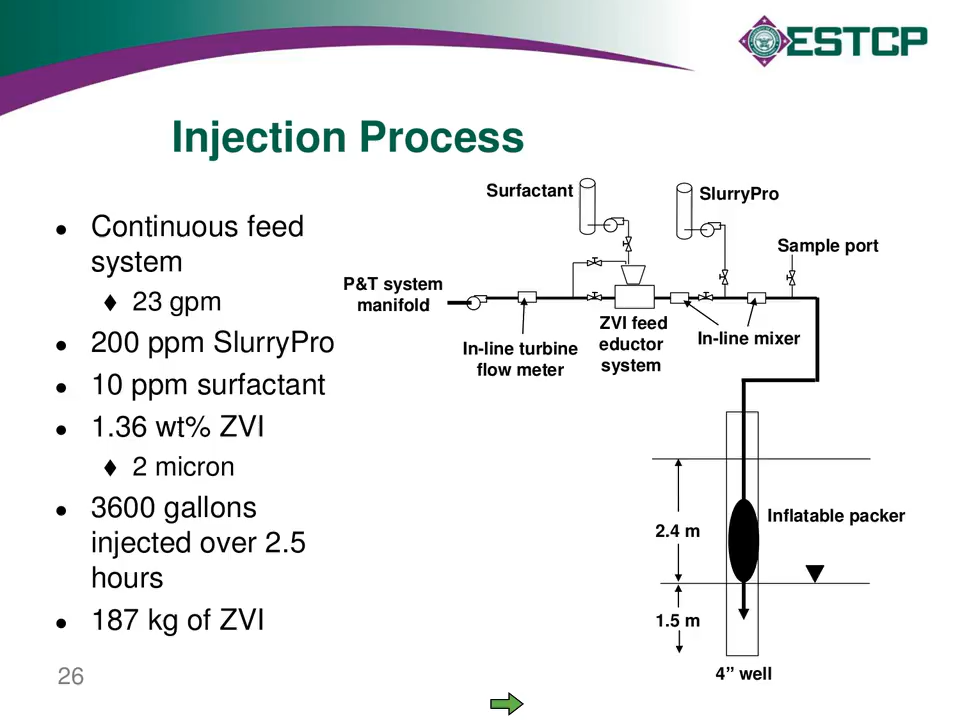 ESTCP
Injection Process
● Continuous feed
system
♦ 23 gpm
● 200 ppm SlurryPro
● 10 ppm surfactant
● 1.36 wt% ZVI
♦ 2 micron
● 3600 gallons
injected over 2.5
hours
● 187 kg of ZVI
Surfactant
SlurryPro
Sample port
P&T system
manifold
In-line turbine
flow meter
ZVI feed
eductor
system
In-line mixer
Inflatable packer
2.4 m
1.5 m
4” well
26